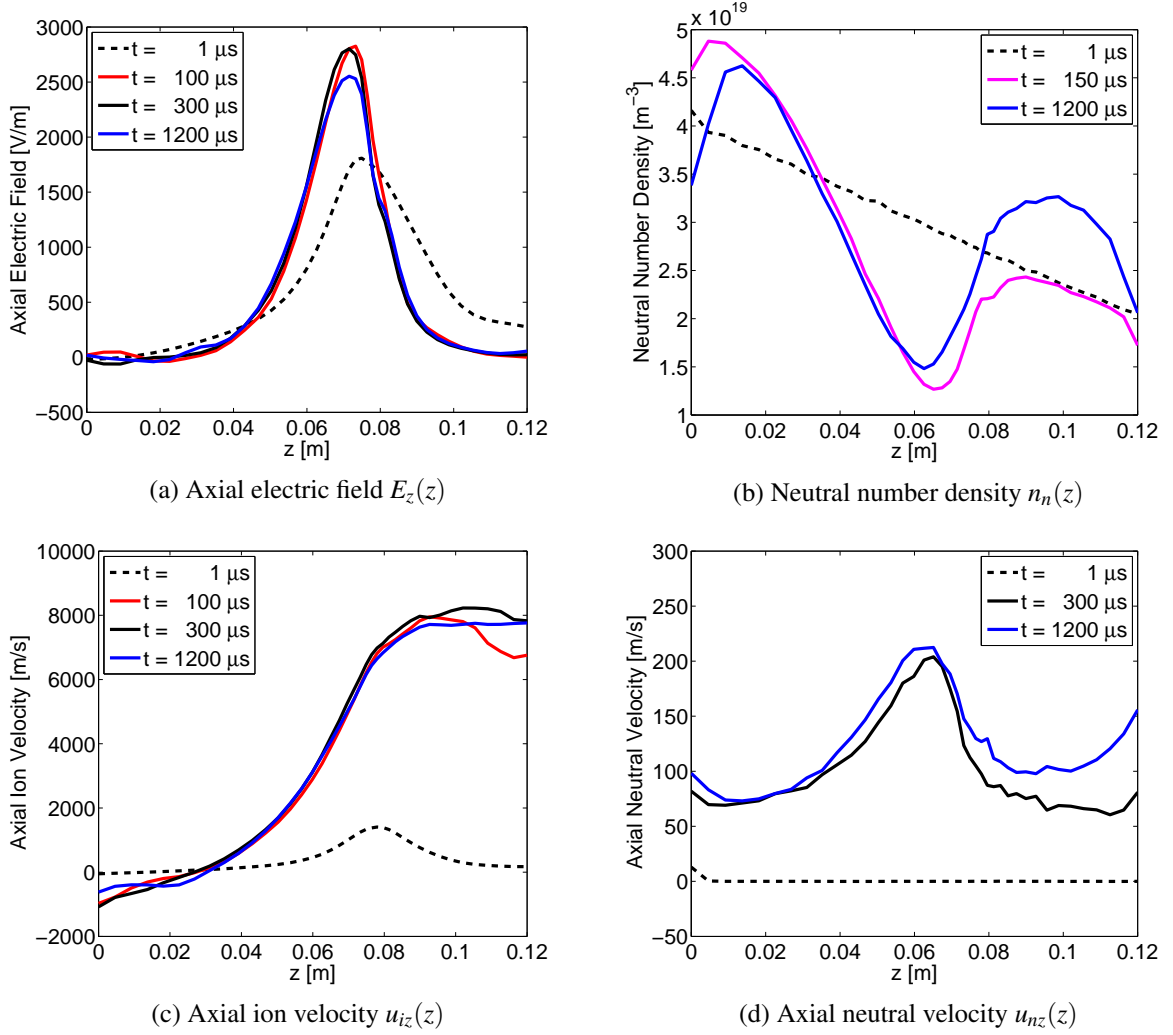 3000
2500
2000
1500
1000
500
0
−500
0 0.02 0.04 0.06 0.08 0.1 0.12
z [m]
Axial Electric Field [V/m]
t = 1 μs
t = 100 μs
t = 300 μs
t = 1200 μs
(a) Axial electric field E_z(z)
5 x 10^19
4.5
4
3.5
3
2.5
2
1.5
1
0 0.02 0.04 0.06 0.08 0.1 0.12
z [m]
Neutral Number Density [m^−3]
t = 1 μs
t = 150 μs
t = 1200 μs
(b) Neutral number density n_n(z)
10000
8000
6000
4000
2000
0
−2000
0 0.02 0.04 0.06 0.08 0.1 0.12
z [m]
Axial Ion Velocity [m/s]
t = 1 μs
t = 100 μs
t = 300 μs
t = 1200 μs
(c) Axial ion velocity u_iz(z)
300
250
200
150
100
50
0
−50
0 0.02 0.04 0.06 0.08 0.1 0.12
z [m]
Axial Neutral Velocity [m/s]
t = 1 μs
t = 300 μs
t = 1200 μs
(d) Axial neutral velocity u_nz(z)